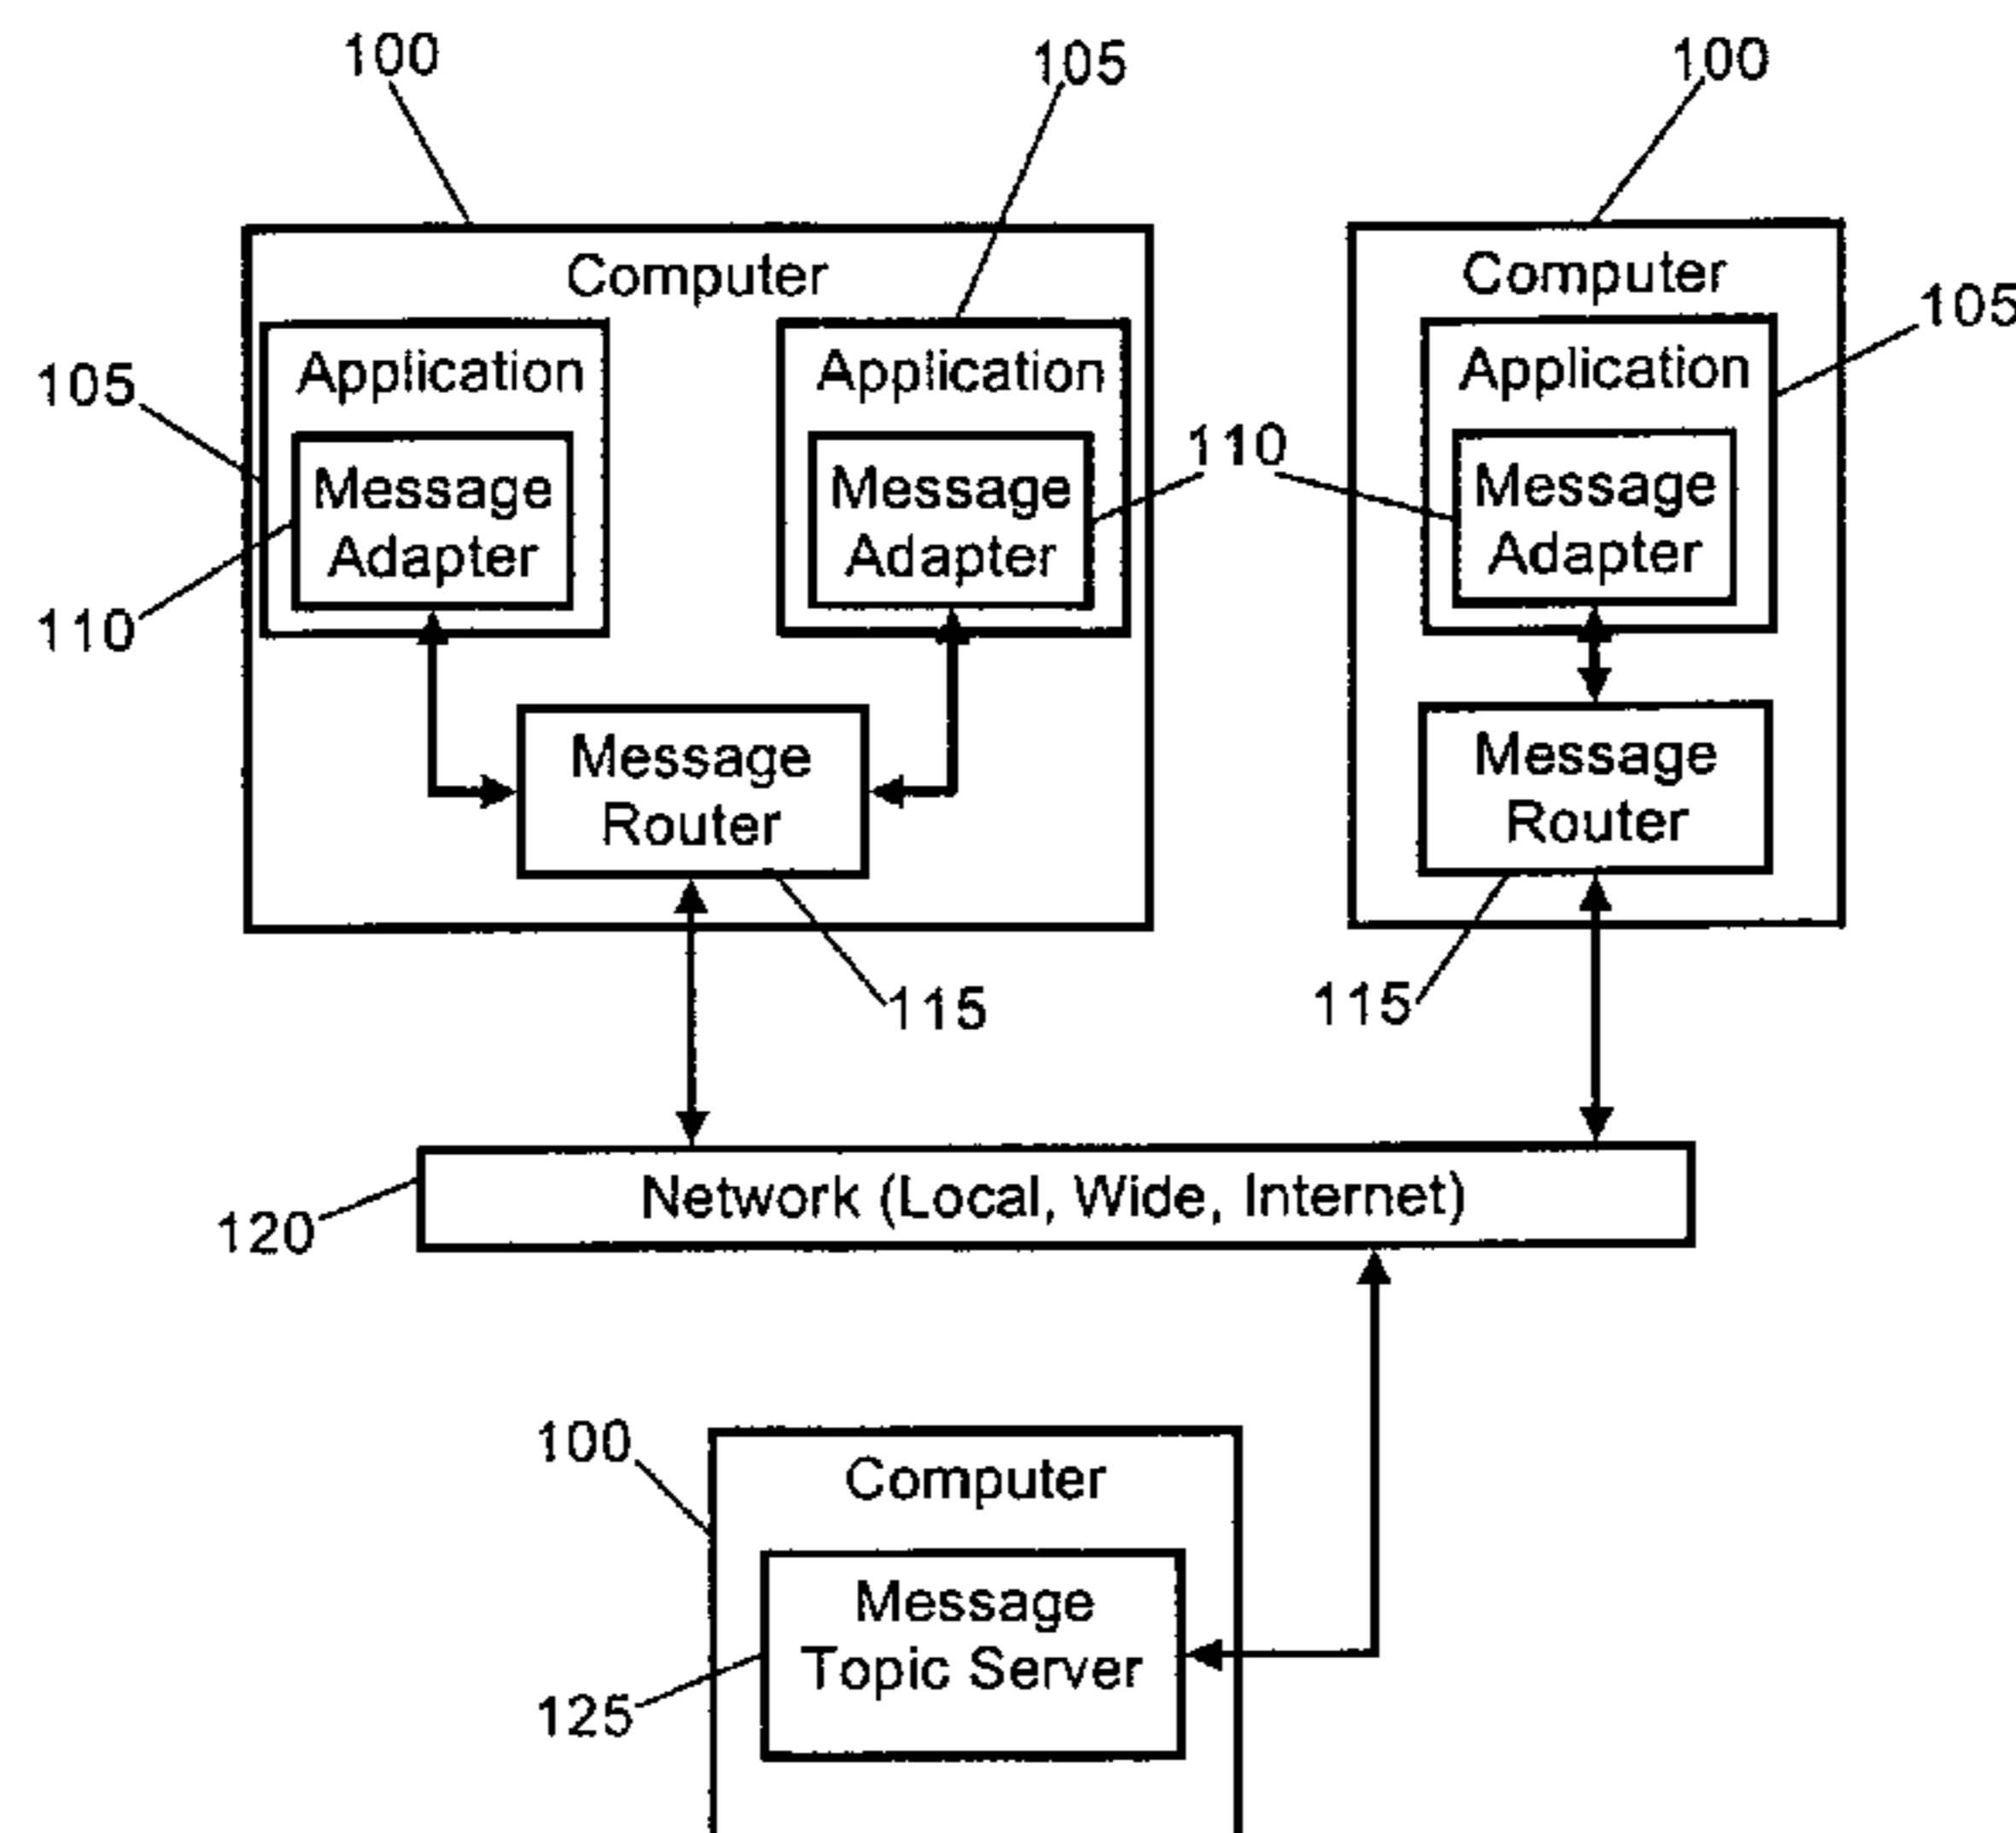 100
105
100
Computer
Computer
105
Application
Application
Application
105
110
Message
Adapter
Message
Adapter
Message
Adapter
110
Message
Router
Message
Router
115
115
Network (Local, Wide, Internet)
120
100
Computer
Message
Topic Server
125